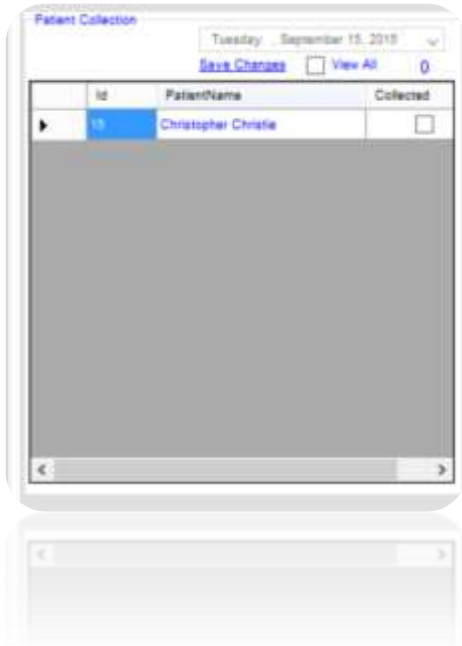 Patient Collection
Tuesday , September 15, 2015
Save Changes View All 0
Id PatientName Collected
15 Christopher Christie